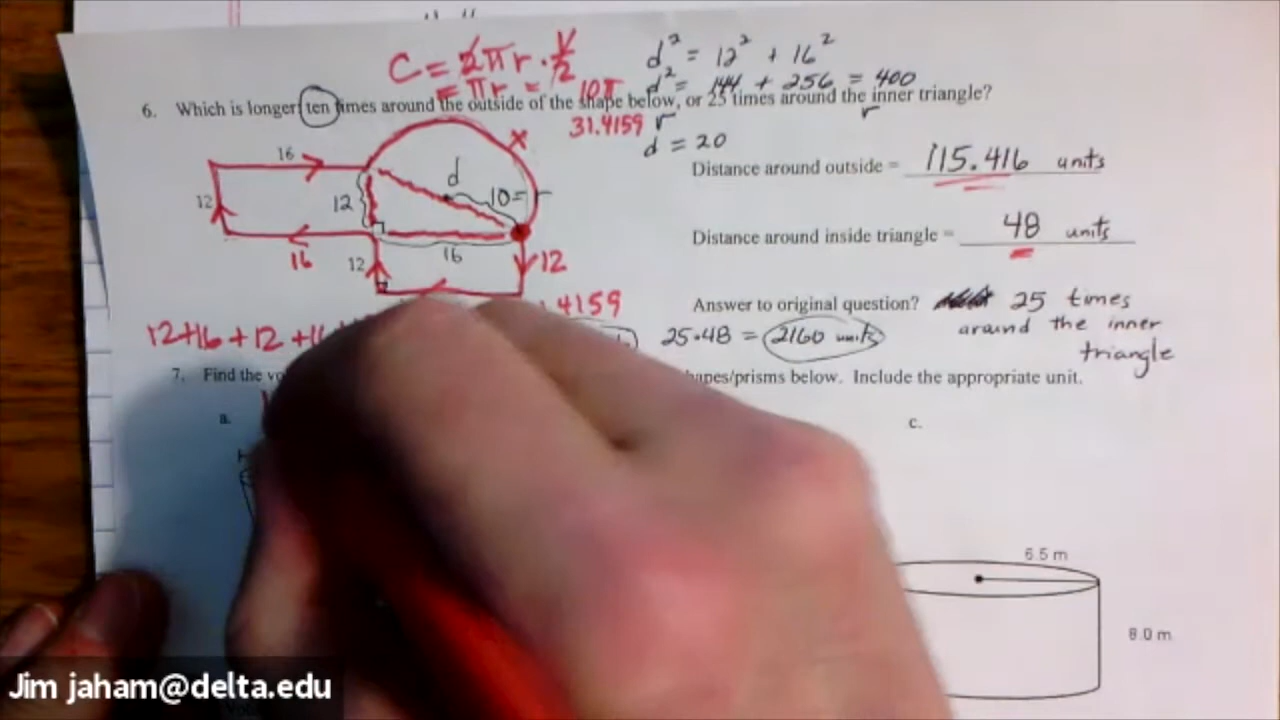 C = 2πr · 1/2
= πr = 10π
31.4159
d² = 12² + 16²
d² = 144 + 256 = 400
d = 20
6. Which is longer, ten times around the outside of the shape below, or 25 times around the inner triangle?
r
r
16
12
12
d
10=
16
16
12
12
Distance around outside = 115.416 units
Distance around inside triangle = 48 units
Answer to original question? 25 times
around the inner
triangle
12+16+12+16
.4159
25·48 = 2160 units
7. Find the
apes/prisms below. Include the appropriate unit.
a.
c.
6.5 m
8.0 m
Jim jaham@delta.edu